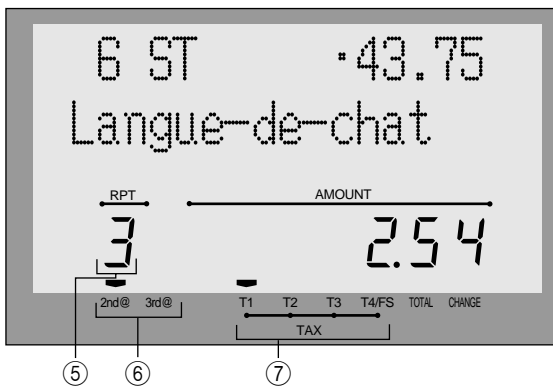 6 ST ·43.75
Langue-de-chat
RPT AMOUNT
3 2.54
2nd@ 3rd@ T1 T2 T3 T4/FS TOTAL CHANGE
TAX
⑤ ⑥ ⑦